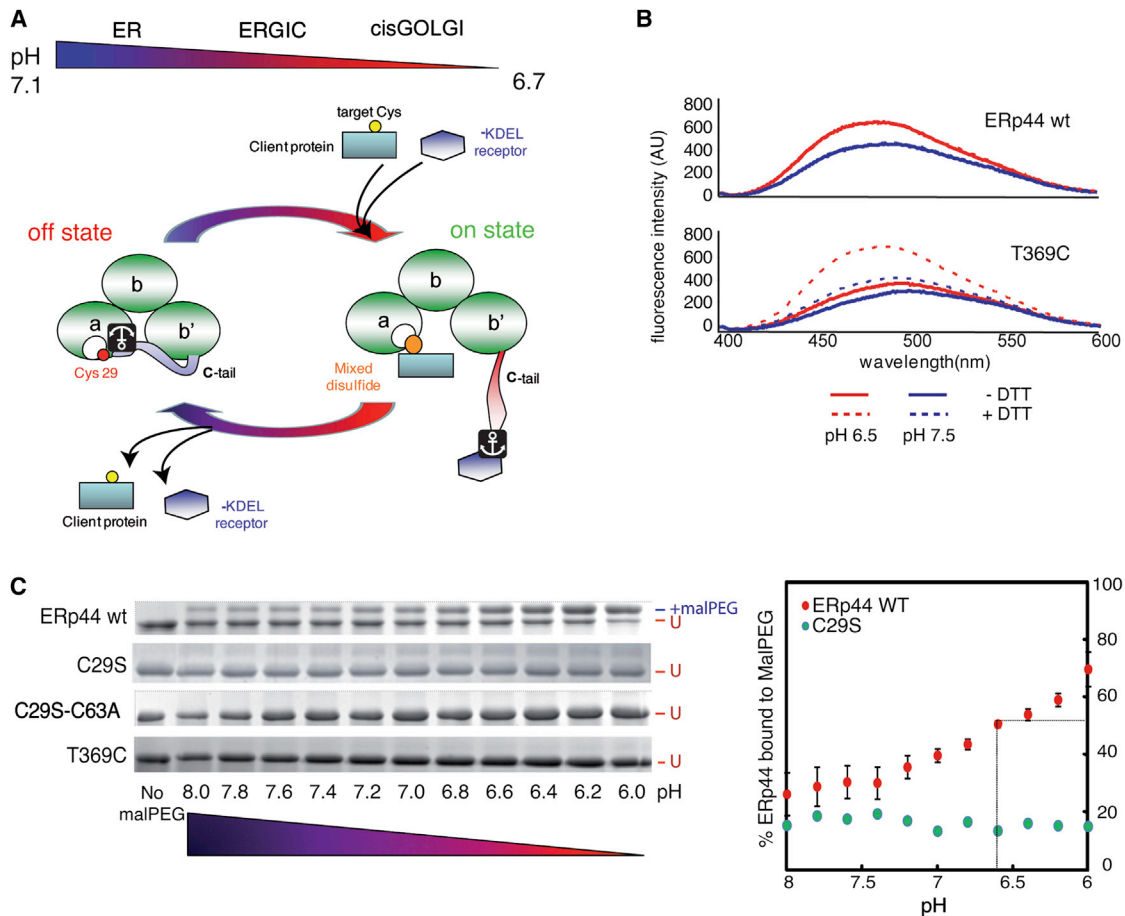 A
ER
ERGIC
cisGOLGI
pH
7.1
6.7
target Cys
Client protein
-KDEL
receptor
off state
on state
b
a
b'
Cys 29
C-tail
b
a
b'
Mixed
disulfide
C-tail
Client protein
-KDEL
receptor
B
fluorescence intensity (AU)
800
600
400
200
0
ERp44 wt
800
600
400
200
0
T369C
400
450
500
550
600
wavelength(nm)
- DTT
+ DTT
pH 6.5
pH 7.5
C
ERp44 wt
+malPEG
U
C29S
U
C29S-C63A
U
T369C
U
No
malPEG
8.0 7.8 7.6 7.4 7.2 7.0 6.8 6.6 6.4 6.2 6.0 pH
% ERp44 bound to MalPEG
ERp44 WT
C29S
100
80
60
40
20
0
8 7.5 7 6.5 6
pH